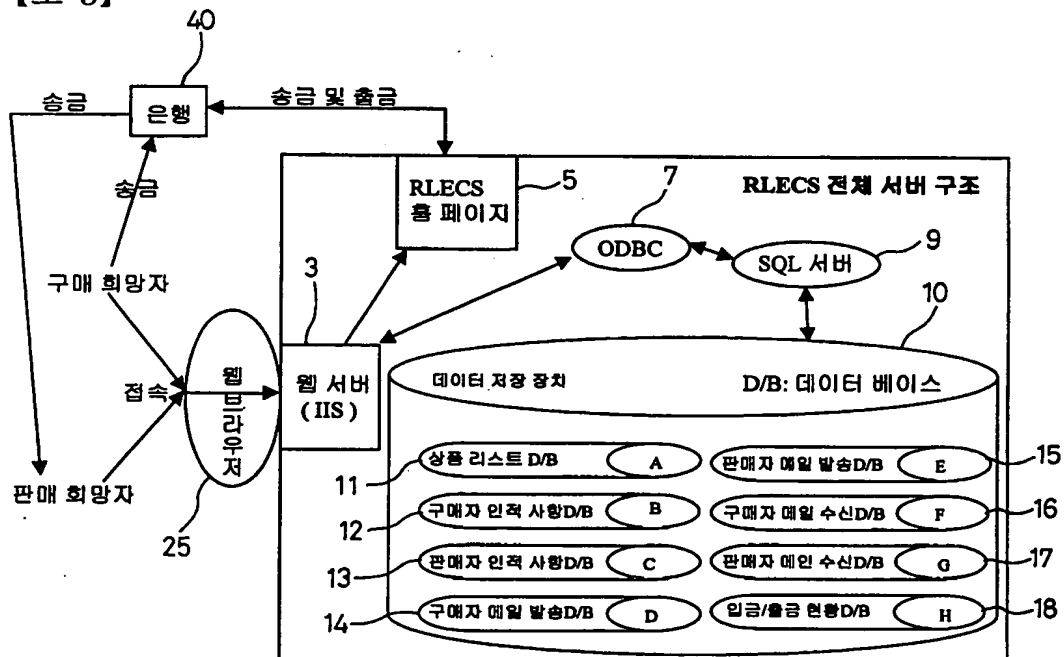 40
송금
은행
송금 및 출금
송금
RLECS
홈 페이지
5
RLECS 전체 서버 구조
7
ODBC
9
SQL 서버
구매 희망자
3
10
접속
웹 브라우저
웹 서버
( IIS )
데이터 저장 장치
D/B: 데이터 베이스
판매 희망자
25
상품 리스트 D/B
A
11
판매자 메일 발송D/B
E
15
구매자 인적 사항D/B
B
12
구매자 메일 수신D/B
F
16
판매자 인적 사항D/B
C
13
판매자 메인 수신D/B
G
17
구매자 메일 발송D/B
D
14
입금/출금 현황D/B
H
18